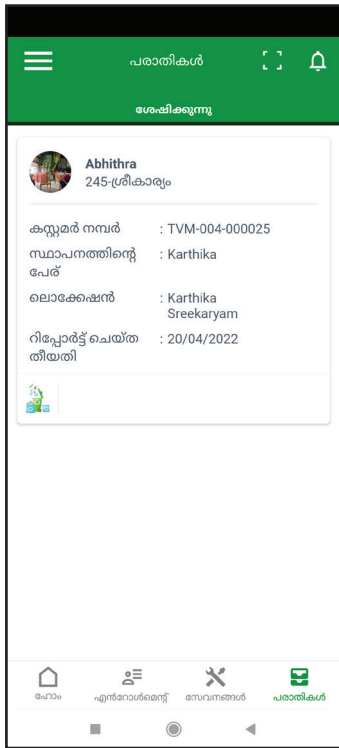 പരാതികൾ
ശേഷിക്കുന്നു
Abhithra
245-ശ്രീകാര്യം
കസ്റ്റമർ നമ്പർ : TVM-004-000025
സ്ഥാപനത്തിന്റെ പേര് : Karthika
ലൊക്കേഷൻ : Karthika
Sreekaryam
റിപ്പോർട്ട് ചെയ്ത തീയതി : 20/04/2022
ഹോം എൻറോൾമെന്റ് സേവനങ്ങൾ പരാതികൾ